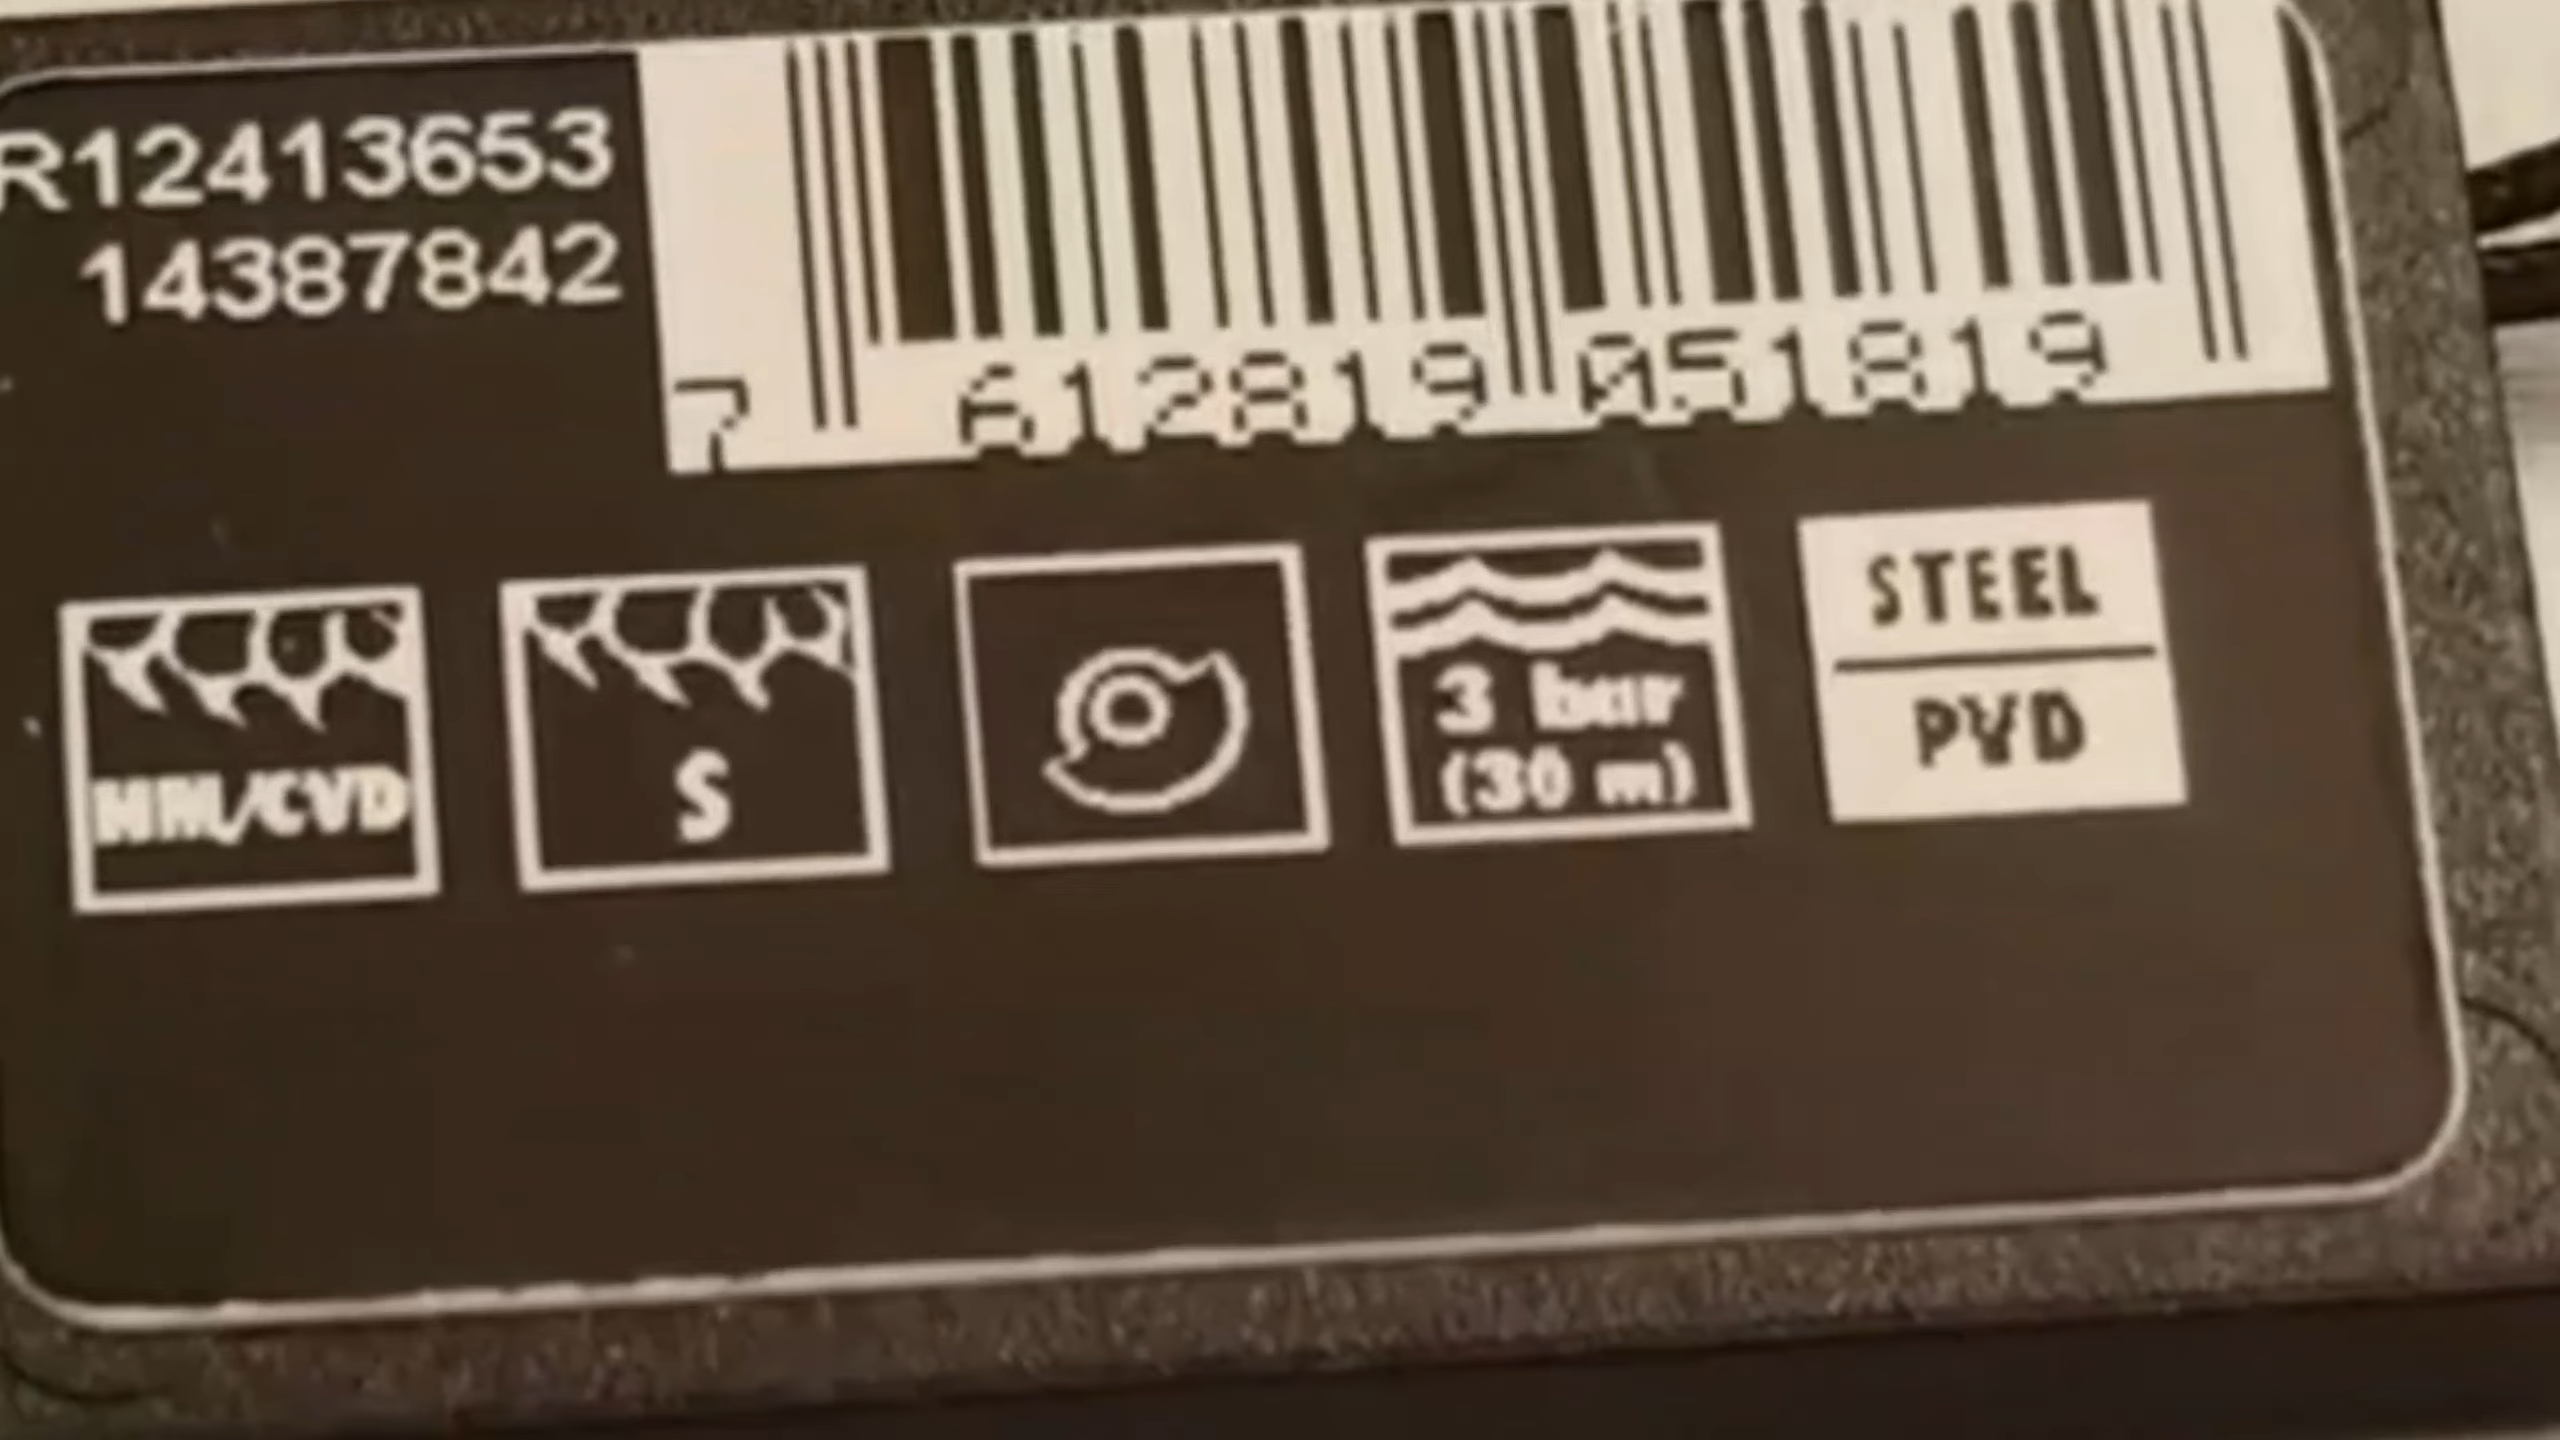 R12413653
14387842
7 612819 051819
MM/CVD
S
3 bar
(30 m)
STEEL
PVD